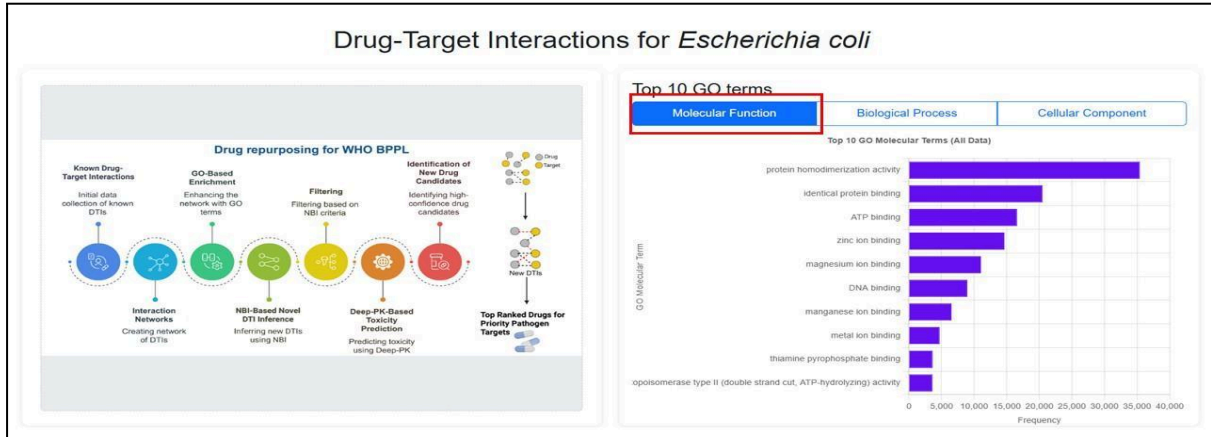 Drug-Target Interactions for Escherichia coli
Drug repurposing for WHO BPPL
Known Drug-
Target Interactions
Initial data
collection of known
DTIs
GO-Based
Enrichment
Enhancing the
network with GO
terms
Filtering
Filtering based on
NBI criteria
Identification of
New Drug
Candidates
Identifying high-
confidence drug
candidates
Interaction
Networks
Creating network
of DTIs
NBI-Based Novel
DTI Inference
Inferring new DTIs
using NBI
Deep-PK-Based
Toxicity
Prediction
Predicting toxicity
using Deep-PK
Drug
Target
New DTIs
Top Ranked Drugs for
Priority Pathogen
Targets
Top 10 GO terms
Molecular Function
Biological Process
Cellular Component
Top 10 GO Molecular Terms (All Data)
GO Molecular Term
protein homodimerization activity
identical protein binding
ATP binding
zinc ion binding
magnesium ion binding
DNA binding
manganese ion binding
metal ion binding
thiamine pyrophosphate binding
opoisomerase type II (double strand cut, ATP-hydrolyzing) activity
0 5,000 10,000 15,000 20,000 25,000 30,000 35,000 40,000
Frequency